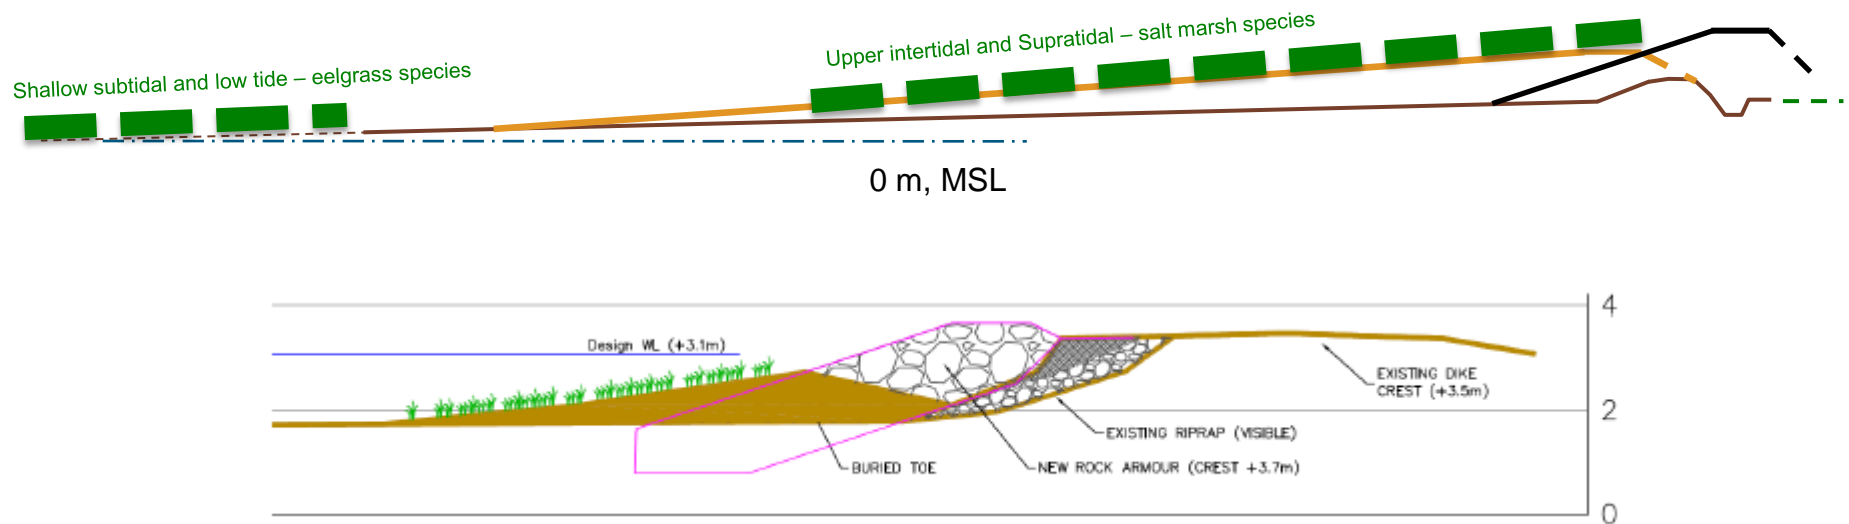 Upper intertidal and Supratidal – salt marsh species
Shallow subtidal and low tide – eelgrass species
0 m, MSL
4
Design WL (+3.1m)
EXISTING DIKE
CREST (+3.5m)
2
EXISTING RIPRAP (VISIBLE)
BURIED TOE
NEW ROCK ARMOUR (CREST +3.7m)
0